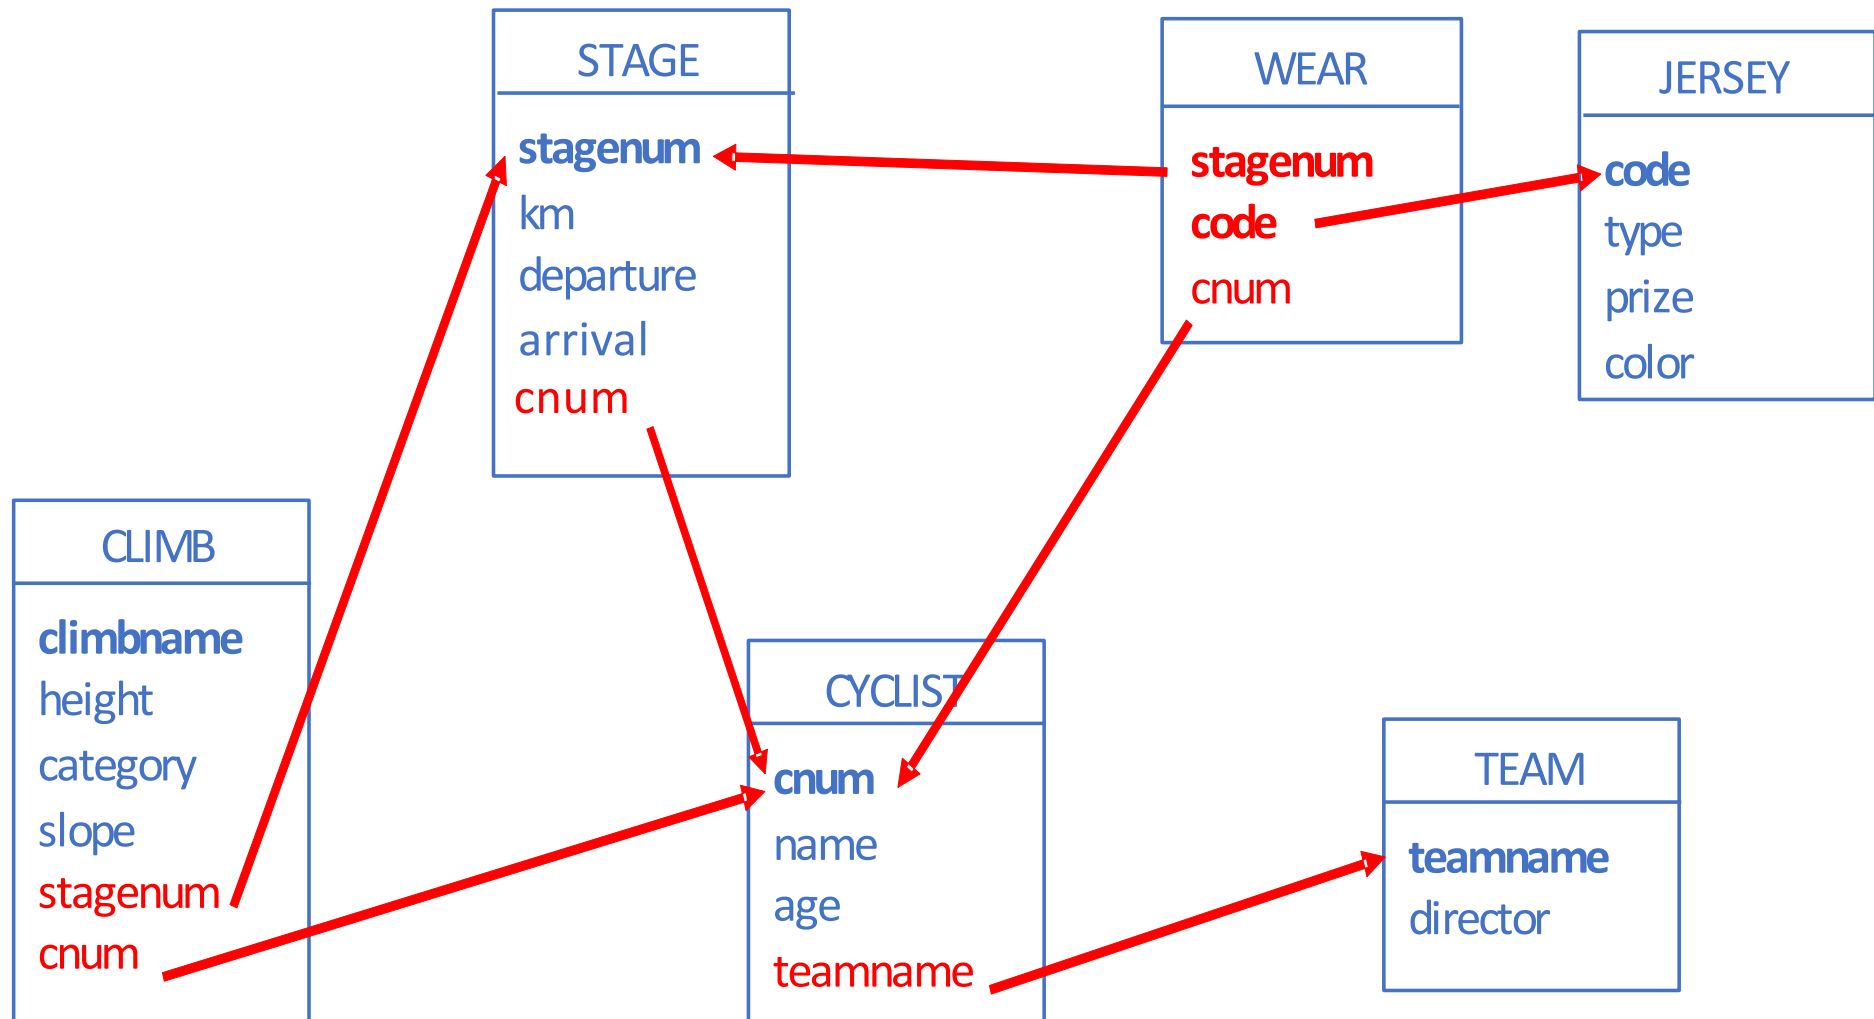 STAGE
stagenum
km
departure
arrival
cnum
WEAR
stagenum
code
cnum
JERSEY
code
type
prize
color
CLIMB
climbname
height
category
slope
stagenum
cnum
CYCLIST
cnum
name
age
teamname
TEAM
teamname
director